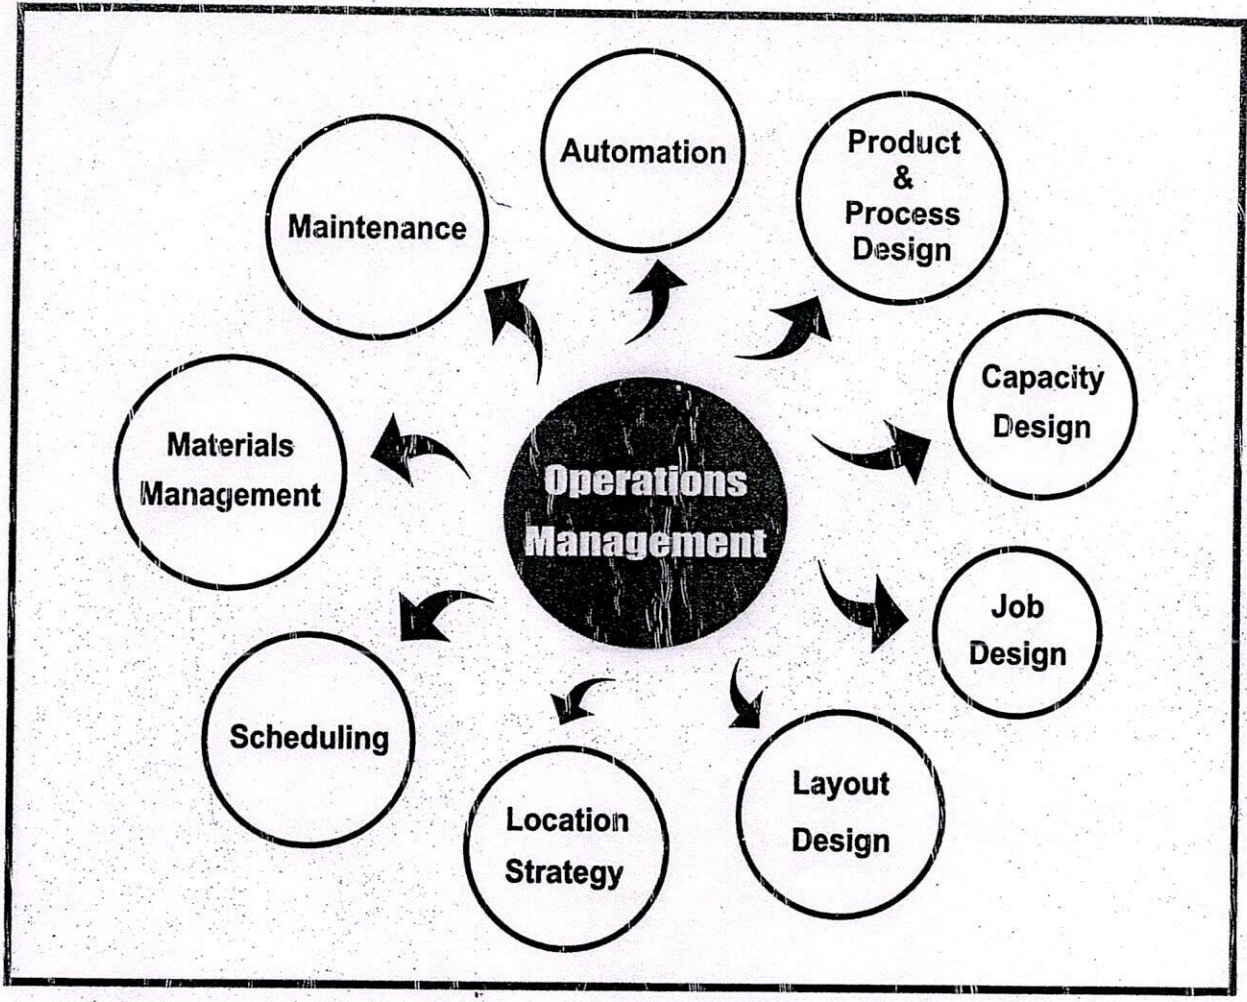 Automation
Product
&
Process
Design
Maintenance
Capacity
Design
Materials
Management
Operations
Management
Job
Design
Scheduling
Layout
Design
Location
Strategy